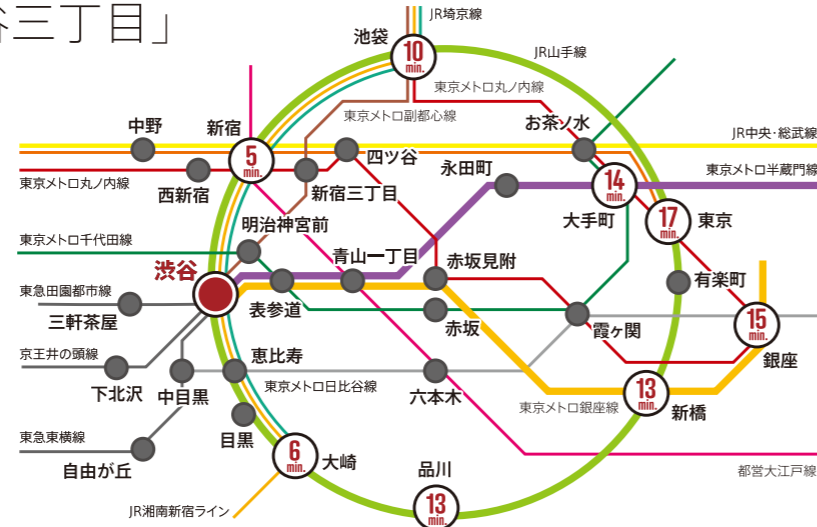 谷三丁目」
JR埼京線
池袋
10
min.
JR山手線
東京メトロ丸ノ内線
東京メトロ副都心線
お茶ノ水
中野
新宿
5
min.
四ツ谷
JR中央・総武線
永田町
東京メトロ半蔵門線
東京メトロ丸ノ内線
西新宿
新宿三丁目
14
min.
大手町
17
min.
東京
明治神宮前
東京メトロ千代田線
青山一丁目
渋谷
赤坂見附
有楽町
東急田園都市線
三軒茶屋
表参道
赤坂
霞ヶ関
15
min.
銀座
京王井の頭線
恵比寿
下北沢
中目黒
東京メトロ日比谷線
六本木
東京メトロ銀座線
13
min.
新橋
目黒
東急東横線
自由が丘
6
min.
大崎
品川
13
min.
都営大江戸線
JR湘南新宿ライン